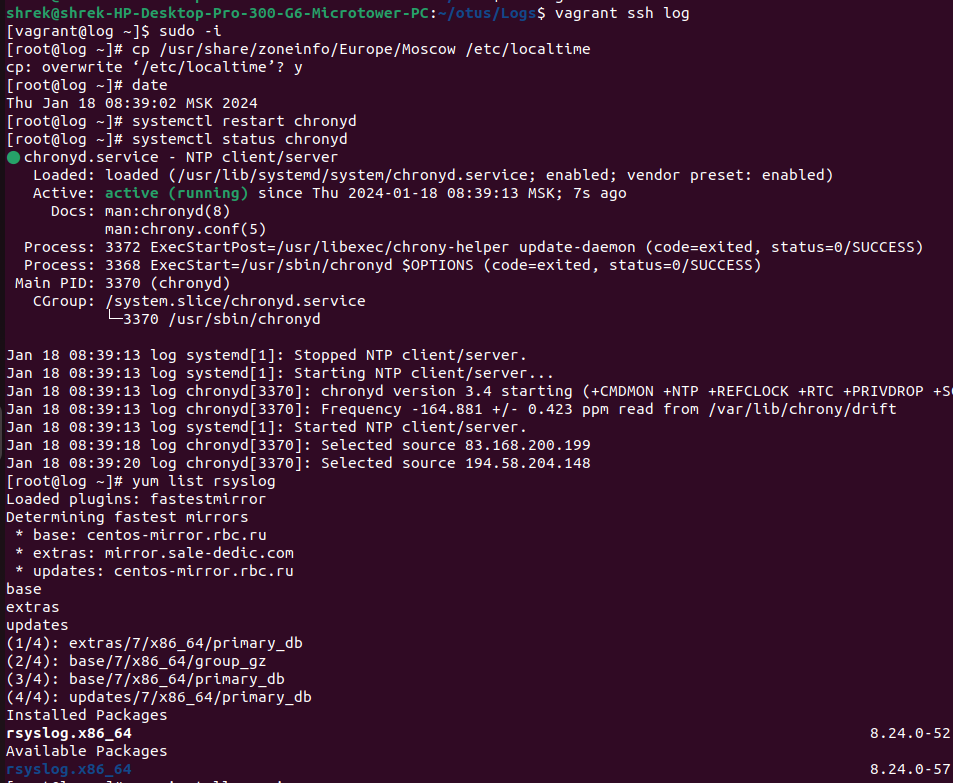 shrek@shrek-HP-Desktop-Pro-300-G6-Microtower-PC:~/otus/Logs$ vagrant ssh log
[vagrant@log ~]$ sudo -i
[root@log ~]# cp /usr/share/zoneinfo/Europe/Moscow /etc/localtime
cp: overwrite ‘/etc/localtime’? y
[root@log ~]# date
Thu Jan 18 08:39:02 MSK 2024
[root@log ~]# systemctl restart chronyd
[root@log ~]# systemctl status chronyd
● chronyd.service - NTP client/server
   Loaded: loaded (/usr/lib/systemd/system/chronyd.service; enabled; vendor preset: enabled)
   Active: active (running) since Thu 2024-01-18 08:39:13 MSK; 7s ago
     Docs: man:chronyd(8)
           man:chrony.conf(5)
  Process: 3372 ExecStartPost=/usr/libexec/chrony-helper update-daemon (code=exited, status=0/SUCCESS)
  Process: 3368 ExecStart=/usr/sbin/chronyd $OPTIONS (code=exited, status=0/SUCCESS)
 Main PID: 3370 (chronyd)
   CGroup: /system.slice/chronyd.service
           └─3370 /usr/sbin/chronyd

Jan 18 08:39:13 log systemd[1]: Stopped NTP client/server.
Jan 18 08:39:13 log systemd[1]: Starting NTP client/server...
Jan 18 08:39:13 log chronyd[3370]: chronyd version 3.4 starting (+CMDMON +NTP +REFCLOCK +RTC +PRIVDROP
Jan 18 08:39:13 log chronyd[3370]: Frequency -164.881 +/- 0.423 ppm read from /var/lib/chrony/drift
Jan 18 08:39:13 log systemd[1]: Started NTP client/server.
Jan 18 08:39:18 log chronyd[3370]: Selected source 83.168.200.199
Jan 18 08:39:20 log chronyd[3370]: Selected source 194.58.204.148
[root@log ~]# yum list rsyslog
Loaded plugins: fastestmirror
Determining fastest mirrors
 * base: centos-mirror.rbc.ru
 * extras: mirror.sale-dedic.com
 * updates: centos-mirror.rbc.ru
base
extras
updates
(1/4): extras/7/x86_64/primary_db
(2/4): base/7/x86_64/group_gz
(3/4): base/7/x86_64/primary_db
(4/4): updates/7/x86_64/primary_db
Installed Packages
rsyslog.x86_64 8.24.0-52
Available Packages
rsyslog.x86_64 8.24.0-57